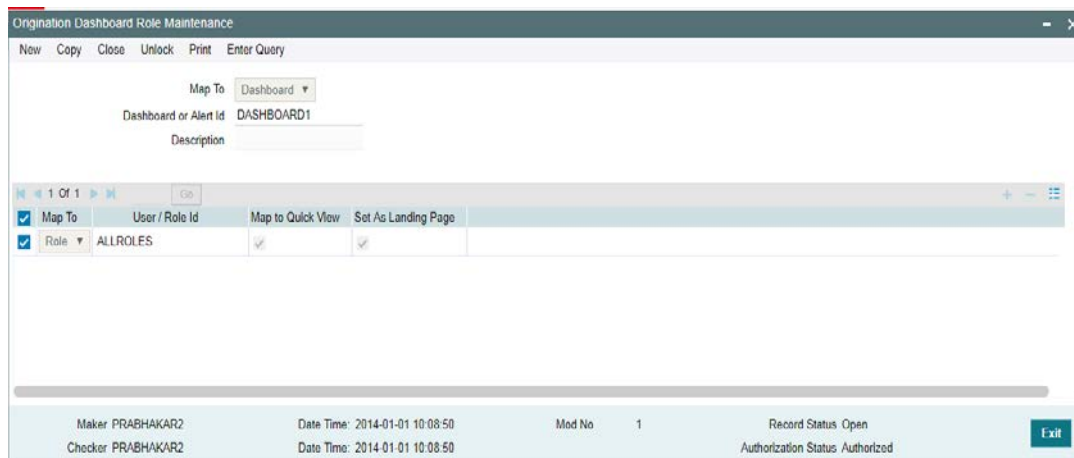 Origination Dashboard Role Maintenance
New Copy Close Unlock Print Enter Query
Map To Dashboard
Dashboard or Alert Id DASHBOARD1
Description
1 Of 1 Go
Map To User / Role Id Map to Quick View Set As Landing Page
Role ALLROLES
Maker PRABHAKAR2 Date Time: 2014-01-01 10:08:50 Mod No 1 Record Status Open
Checker PRABHAKAR2 Date Time: 2014-01-01 10:08:50 Authorization Status Authorized
Exit